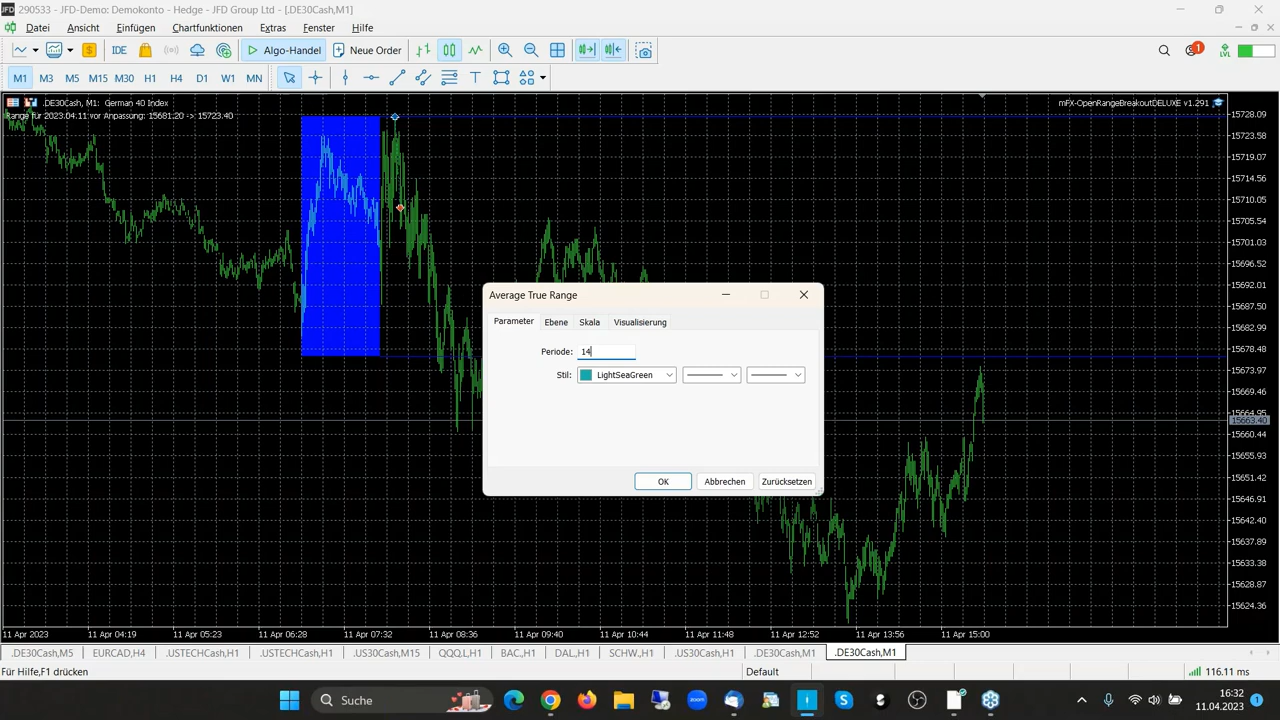 290533 - JFD-Demo: Demokonto - Hedge - JFD Group Ltd - [.DE30Cash,M1]
Datei Ansicht Einfügen Chartfunktionen Extras Fenster Hilfe
IDE Algo-Handel Neue Order 1 LVL
M1 M3 M5 M15 M30 H1 H4 D1 W1 MN T
.DE30Cash, M1: German 40 Index
mFX-OpenRangeBreakoutDELUXE v1.291
Range für 2023.04.11 vor Anpassung: 15681.20 -> 15723.40
15728.09
15723.58
15719.07
15714.56
15710.05
15705.54
15701.03
15696.52
15692.01
15687.50
15682.99
15678.48
15673.97
15669.46
15664.95
15663.40
15660.44
15655.93
15651.42
15646.91
15642.40
15637.89
15633.38
15628.87
15624.36
Average True Range
Parameter Ebene Skala Visualisierung
Periode: 14
Stil: LightSeaGreen
OK Abbrechen Zurücksetzen
11 Apr 2023 11 Apr 04:19 11 Apr 05:23 11 Apr 06:28 11 Apr 07:32 11 Apr 08:36 11 Apr 09:40 11 Apr 10:44 11 Apr 11:48 11 Apr 12:52 11 Apr 13:56 11 Apr 15:00
.DE30Cash,M5 EURCAD,H4 .USTECHCash,H1 .USTECHCash,H1 .US30Cash,M15 QQQ.L,H1 BAC.,H1 DAL.,H1 SCHW.,H1 .US30Cash,H1 .DE30Cash,M1 .DE30Cash,M1
Für Hilfe,F1 drücken Default 116.11 ms
Suche
16:32
11.04.2023